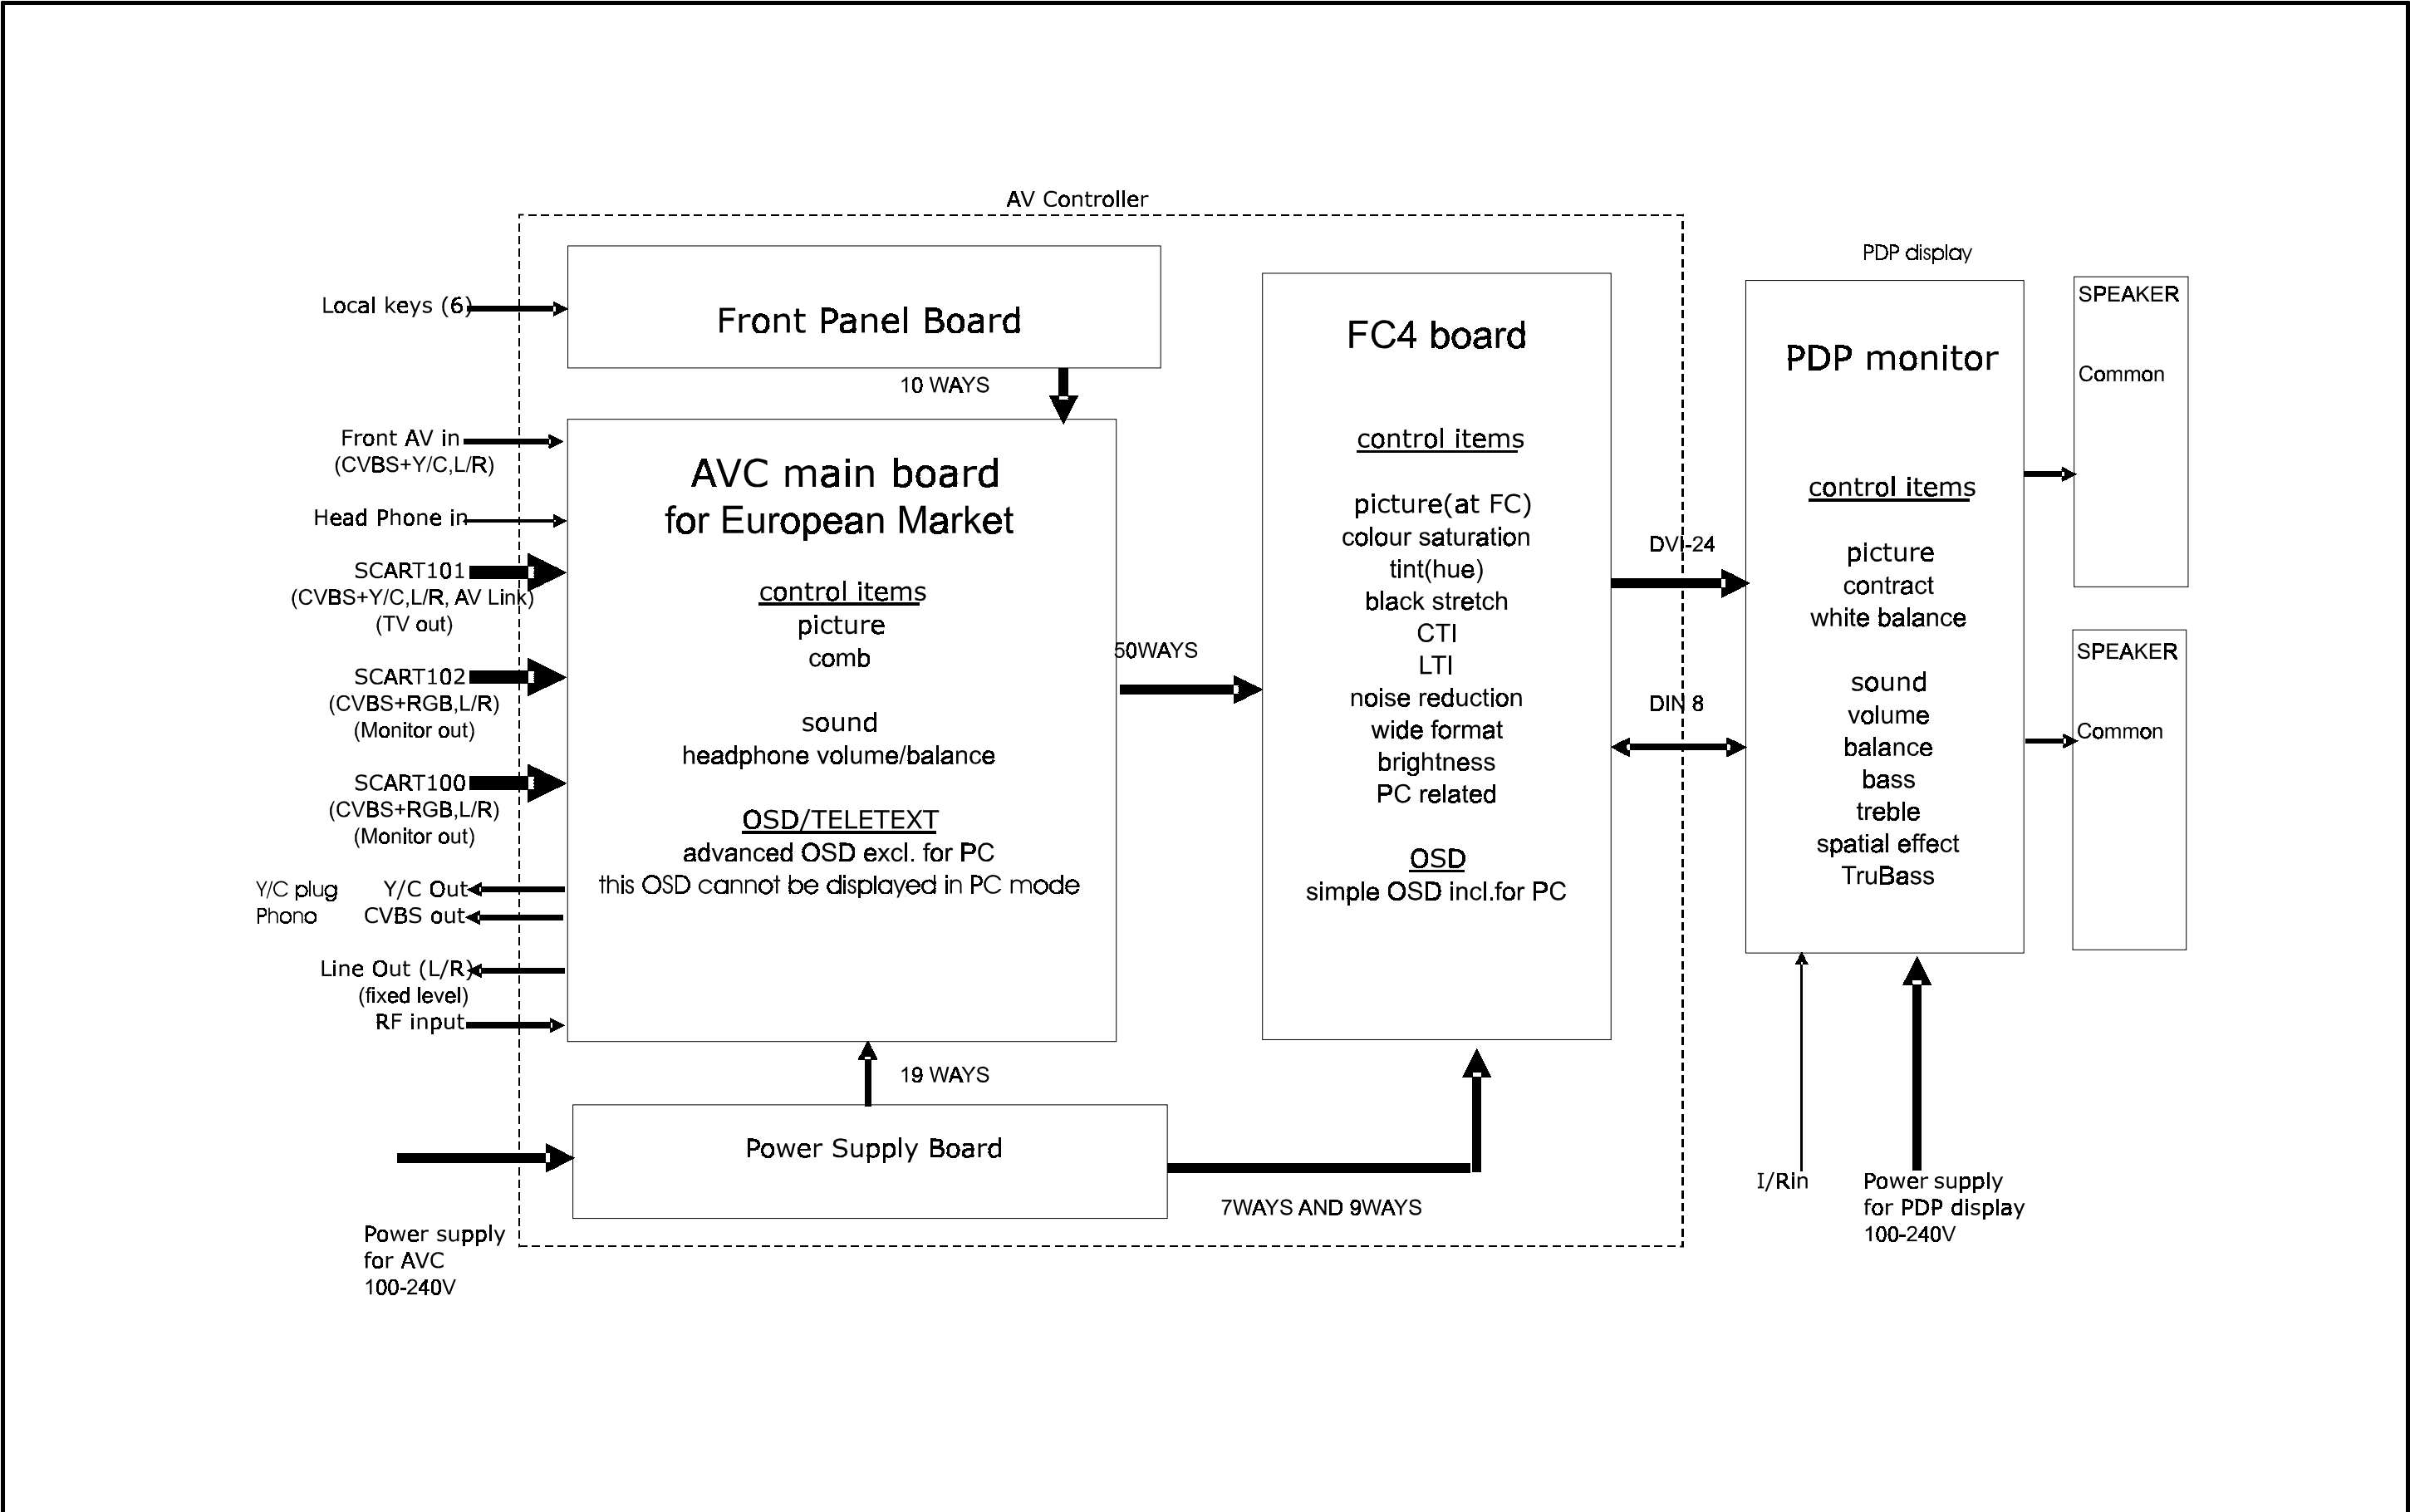 AV Controller
Local keys (6)
Front Panel Board
10 WAYS
Front AV in
(CVBS+Y/C,L/R)
Head Phone in
SCART101
(CVBS+Y/C,L/R, AV Link)
(TV out)
SCART102
(CVBS+RGB,L/R)
(Monitor out)
SCART100
(CVBS+RGB,L/R)
(Monitor out)
Y/C plug Y/C Out
Phono CVBS out
Line Out (L/R)
(fixed level)
RF input
AVC main board
for European Market
control items
picture
comb
sound
headphone volume/balance
OSD/TELETEXT
advanced OSD excl. for PC
this OSD cannot be displayed in PC mode
50WAYS
19 WAYS
Power Supply Board
7WAYS AND 9WAYS
Power supply
for AVC
100-240V
FC4 board
control items
picture(at FC)
colour saturation
tint(hue)
black stretch
CTI
LTI
noise reduction
wide format
brightness
PC related
OSD
simple OSD incl.for PC
DVI-24
DIN 8
PDP display
PDP monitor
control items
picture
contract
white balance
sound
volume
balance
bass
treble
spatial effect
TruBass
SPEAKER
Common
SPEAKER
Common
I/Rin
Power supply
for PDP display
100-240V